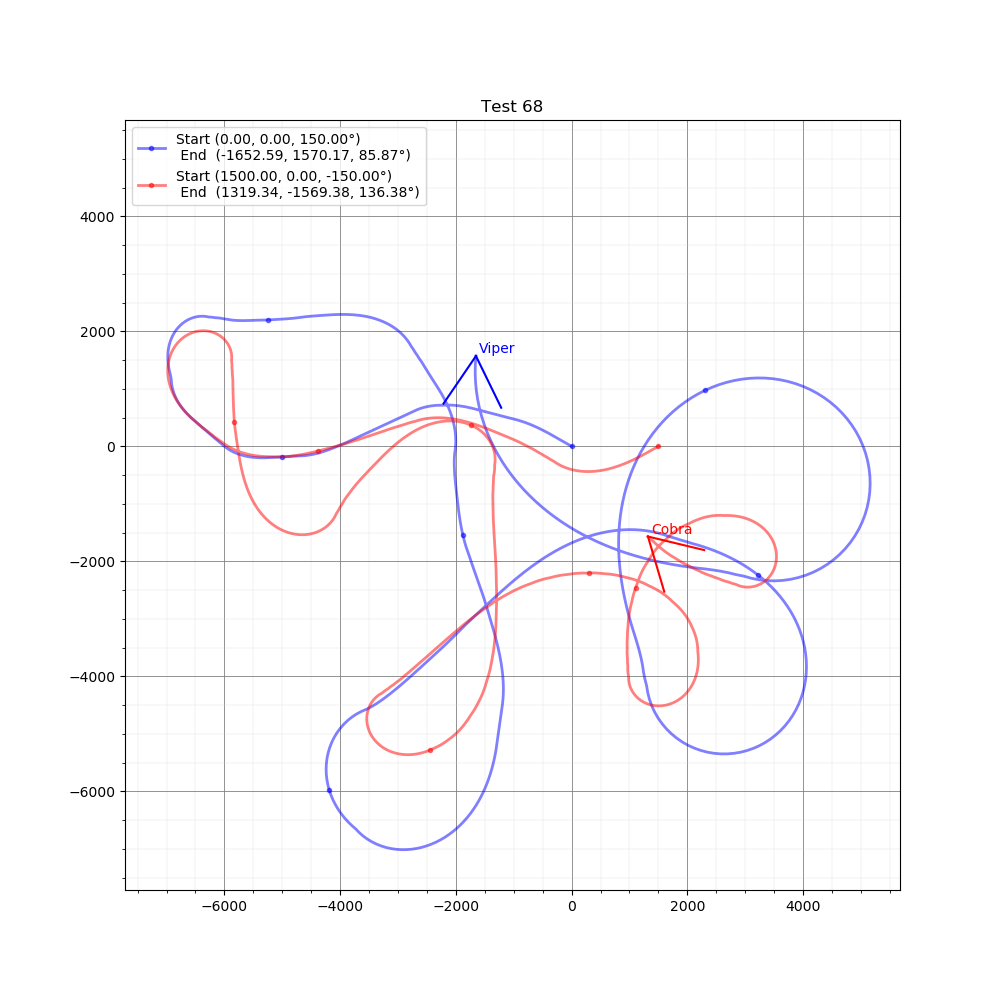 Test 68
Start (0.00, 0.00, 150.00°)
End (-1652.59, 1570.17, 85.87°)
Start (1500.00, 0.00, -150.00°)
End (1319.34, -1569.38, 136.38°)
4000
2000
0
−2000
−4000
−6000
Viper
Cobra
−6000 −4000 −2000 0 2000 4000